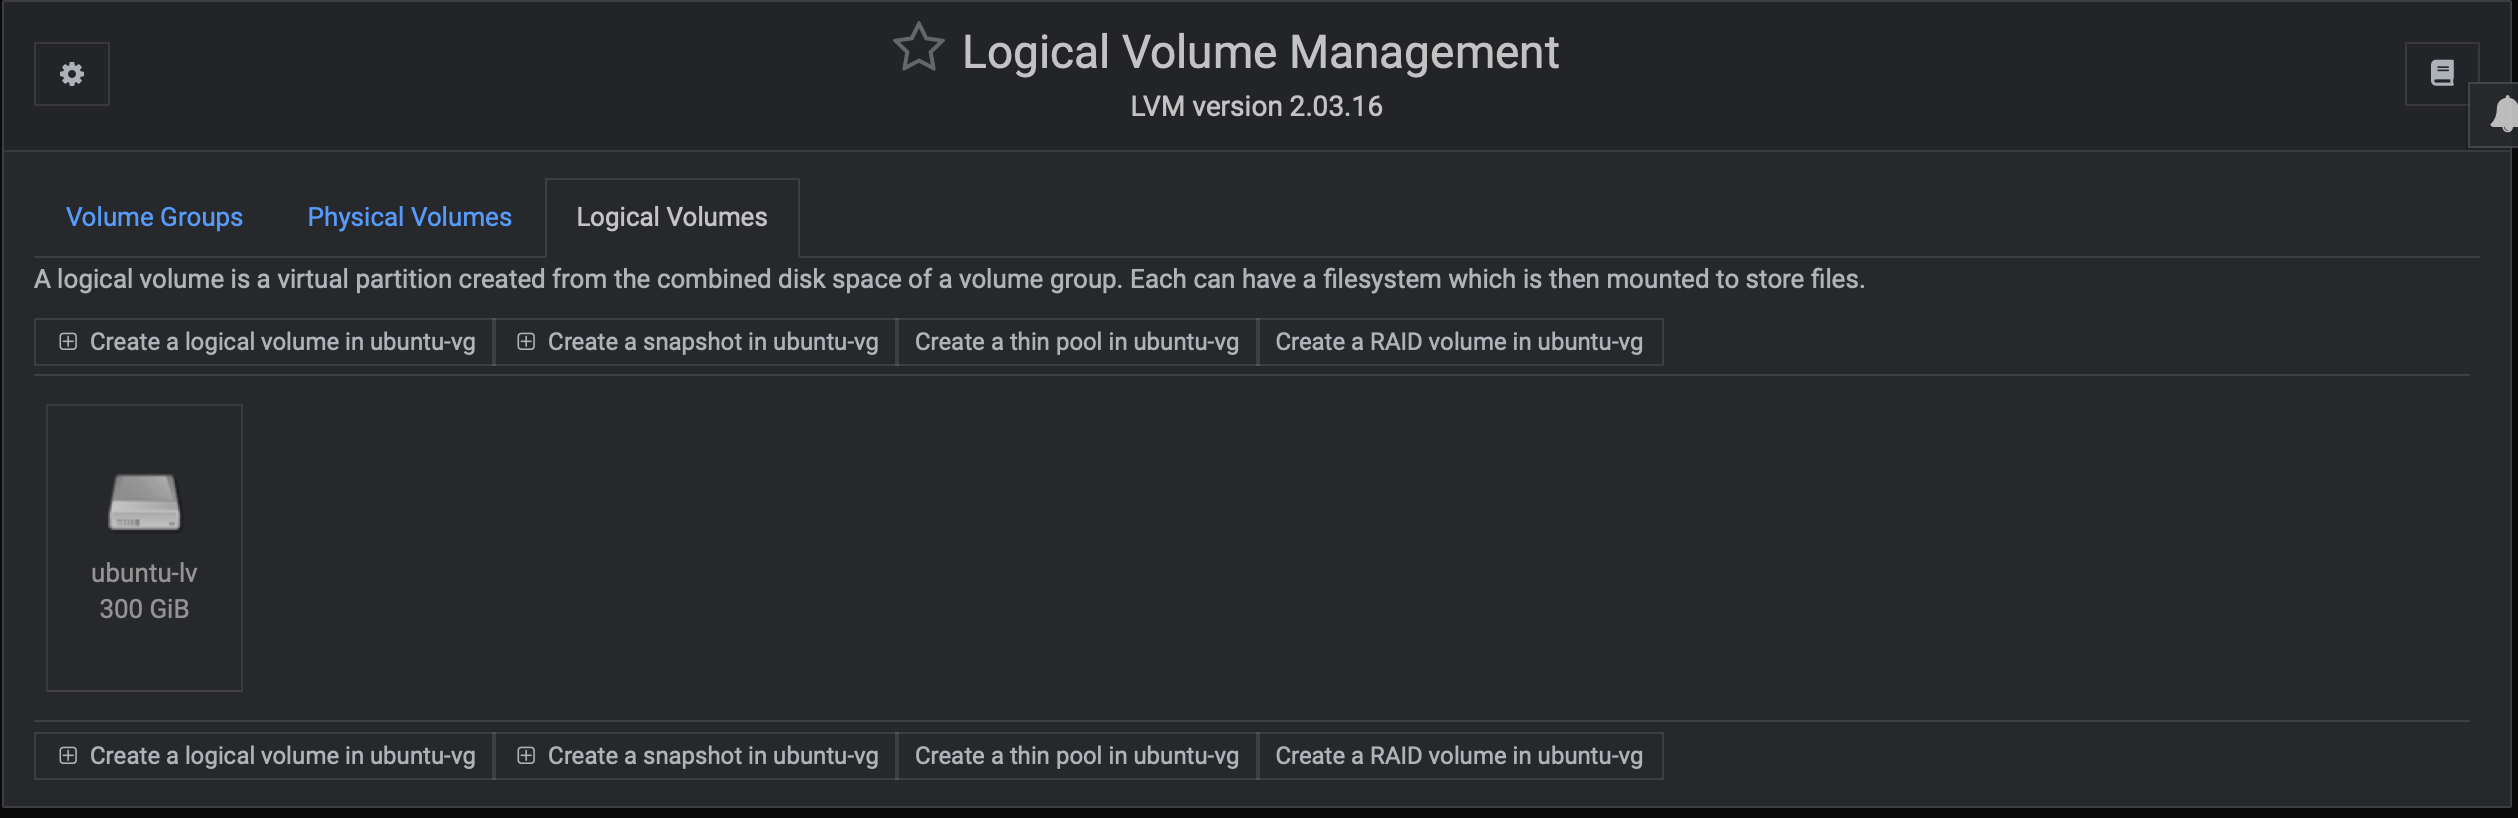 Logical Volume Management
LVM version 2.03.16
Volume Groups Physical Volumes Logical Volumes
A logical volume is a virtual partition created from the combined disk space of a volume group. Each can have a filesystem which is then mounted to store files.
Create a logical volume in ubuntu-vg Create a snapshot in ubuntu-vg Create a thin pool in ubuntu-vg Create a RAID volume in ubuntu-vg
ubuntu-lv
300 GiB
Create a logical volume in ubuntu-vg Create a snapshot in ubuntu-vg Create a thin pool in ubuntu-vg Create a RAID volume in ubuntu-vg